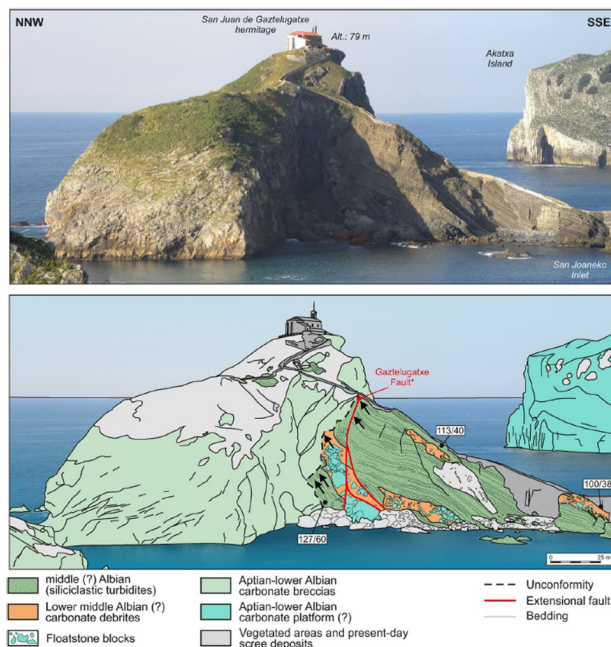 NNW
San Juan de Gaztelugatxe
hermitage
Alt.: 79 m
SSE
Akatxa
Island
San Joaneko
Inlet
Gaztelugatxe
Fault*
113/40
100/38
127/60
25 m
middle (?) Albian
(siliciclastic turbidites)
Lower middle Albian (?)
carbonate debrites
Floatstone blocks
Aptian-lower Albian
carbonate breccias
Aptian-lower Albian
carbonate platform (?)
Vegetated areas and present-day
scree deposits
Unconformity
Extensional fault
Bedding